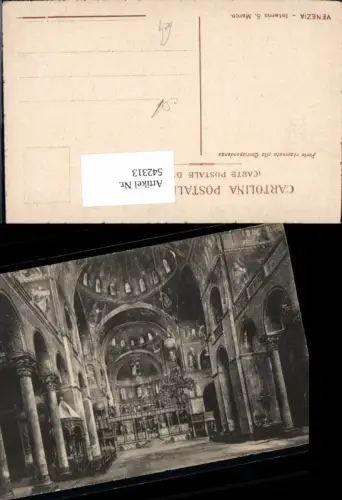 VENEZIA - Interno S. Marco.
Parte riservata alla Corrispondenza
CARTOLINA POSTALE
(CARTE POSTALE D
Artikel Nr.
542313